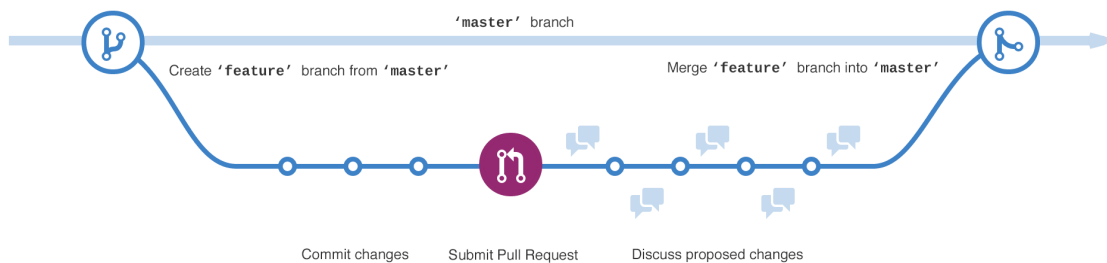 ‘master’ branch
Create ‘feature’ branch from ‘master’
Merge ‘feature’ branch into ‘master’
Commit changes
Submit Pull Request
Discuss proposed changes